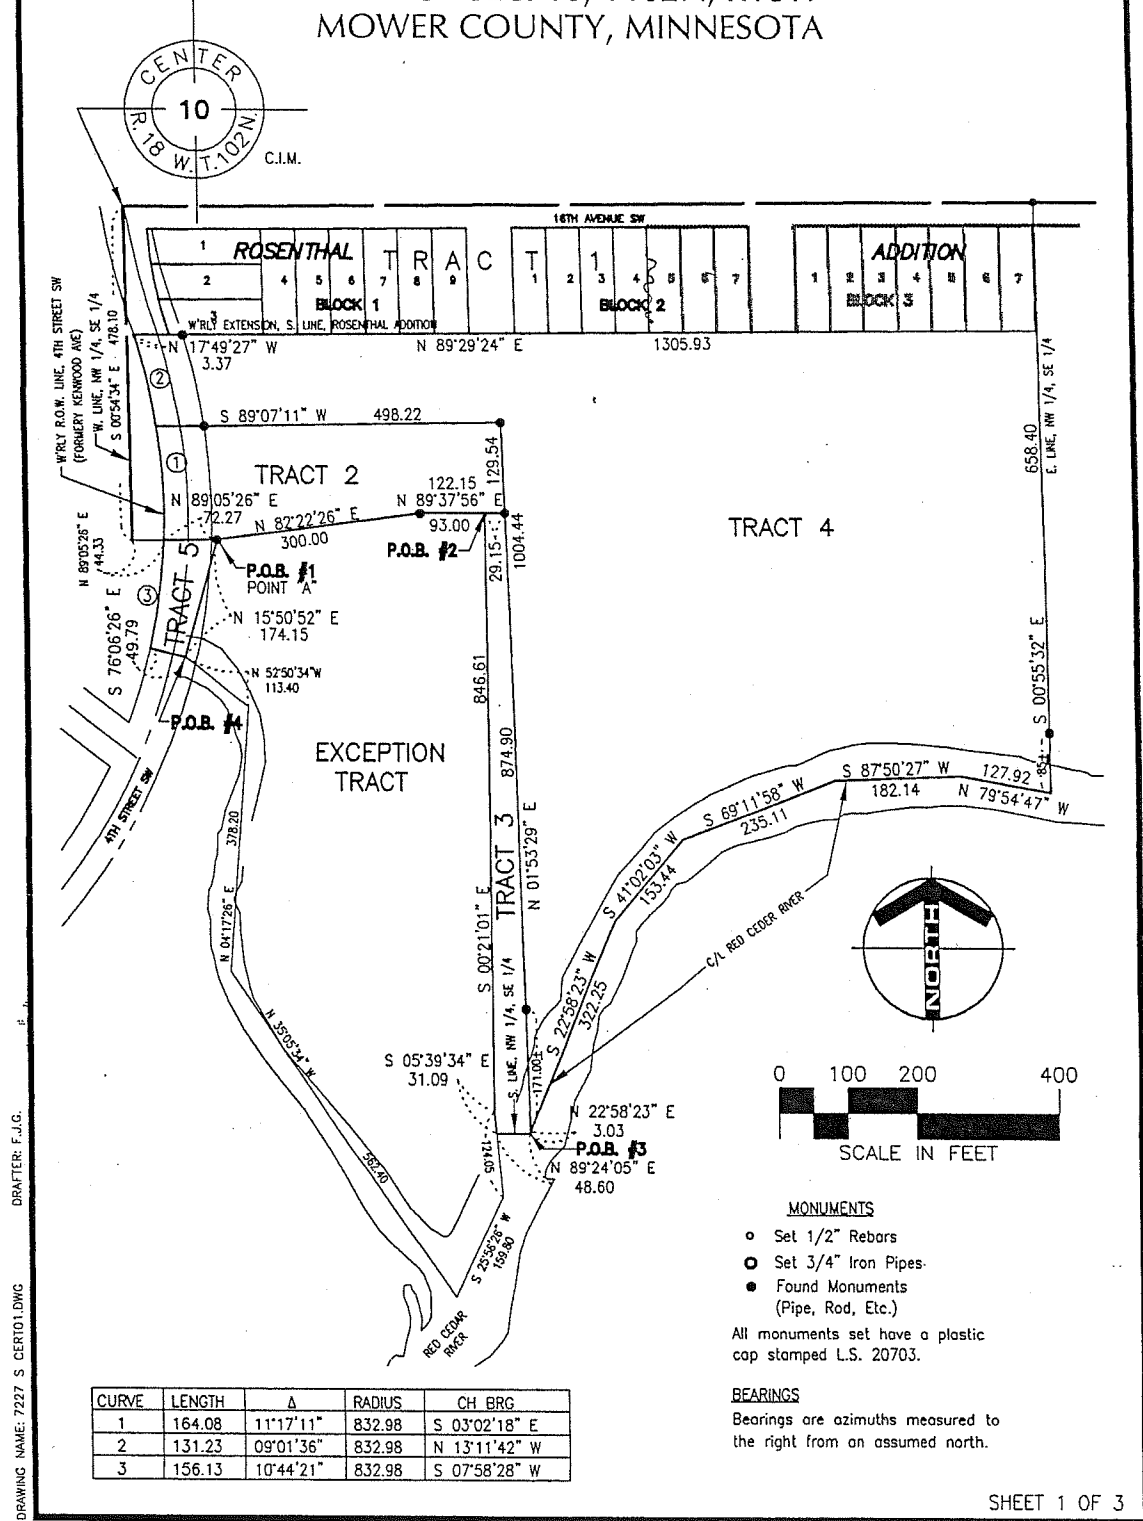 MOWER COUNTY, MINNESOTA
CENTER
10
R. 18 W. T. 102 N.
C.I.M.
16TH AVENUE SW
ROSENTHAL
TRACT 1
ADDITION
1
2
3
4 5 6 7 8 9
BLOCK 1
1 2 3 4 5 6 7
BLOCK 2
1 2 3 4 5 6 7
BLOCK 3
W'RLY EXTENSION, S. LINE, ROSENTHAL ADDITION
W'RLY R.O.W. LINE, 4TH STREET SW
(FORMERY KENWOOD AVE)
W. LINE, NW 1/4, SE 1/4
S 00°54'34" E 478.10
N 17°49'27" W
3.37
N 89°29'24" E
1305.93
2
S 89°07'11" W 498.22
658.40
E. LINE, NW 1/4, SE 1/4
1
TRACT 2
129.54
122.15
N 89°37'56" E
93.00
N 89°05'26" E
72.27
N 82°22'26" E
300.00
TRACT 4
P.O.B. #2
29.15
1004.44
N 89°05'26" E
44.33
P.O.B. #1
POINT "A"
3
TRACT 5
S 76°06'26" E
49.79
N 15°50'52" E
174.15
N 52°50'34"W
113.40
P.O.B. #4
S 00°55'32" E
85±
846.61
874.90
EXCEPTION
TRACT
4TH STREET SW
378.20
N 04°17'26" E
TRACT 3
N 01°53'29" E
S 00°21'01" E
S 87°50'27" W
182.14
127.92
N 79°54'47" W
S 69°11'58" W
235.11
S 41°02'03" W
153.44
C/L RED CEDER RIVER
S 22°58'23" W
322.25
NORTH
N 35°05'34" W
562.40
S. LINE, NW 1/4, SE 1/4
171.00±
S 05°39'34" E
31.09
124.05
N 22°58'23" E
3.03
P.O.B. #3
N 89°24'05" E
48.60
S 25°56'26" W
159.80
RED CEDAR
RIVER
0 100 200 400
SCALE IN FEET
MONUMENTS
Set 1/2" Rebars
Set 3/4" Iron Pipes
Found Monuments
(Pipe, Rod, Etc.)
All monuments set have a plastic
cap stamped L.S. 20703.
BEARINGS
Bearings are azimuths measured to
the right from an assumed north.
CURVE LENGTH Δ RADIUS CH BRG
1 164.08 11°17'11" 832.98 S 03°02'18" E
2 131.23 09°01'36" 832.98 N 13°11'42" W
3 156.13 10°44'21" 832.98 S 07°58'28" W
DRAWING NAME: 7227 S CERT01.DWG DRAFTER: F.J.G.
SHEET 1 OF 3